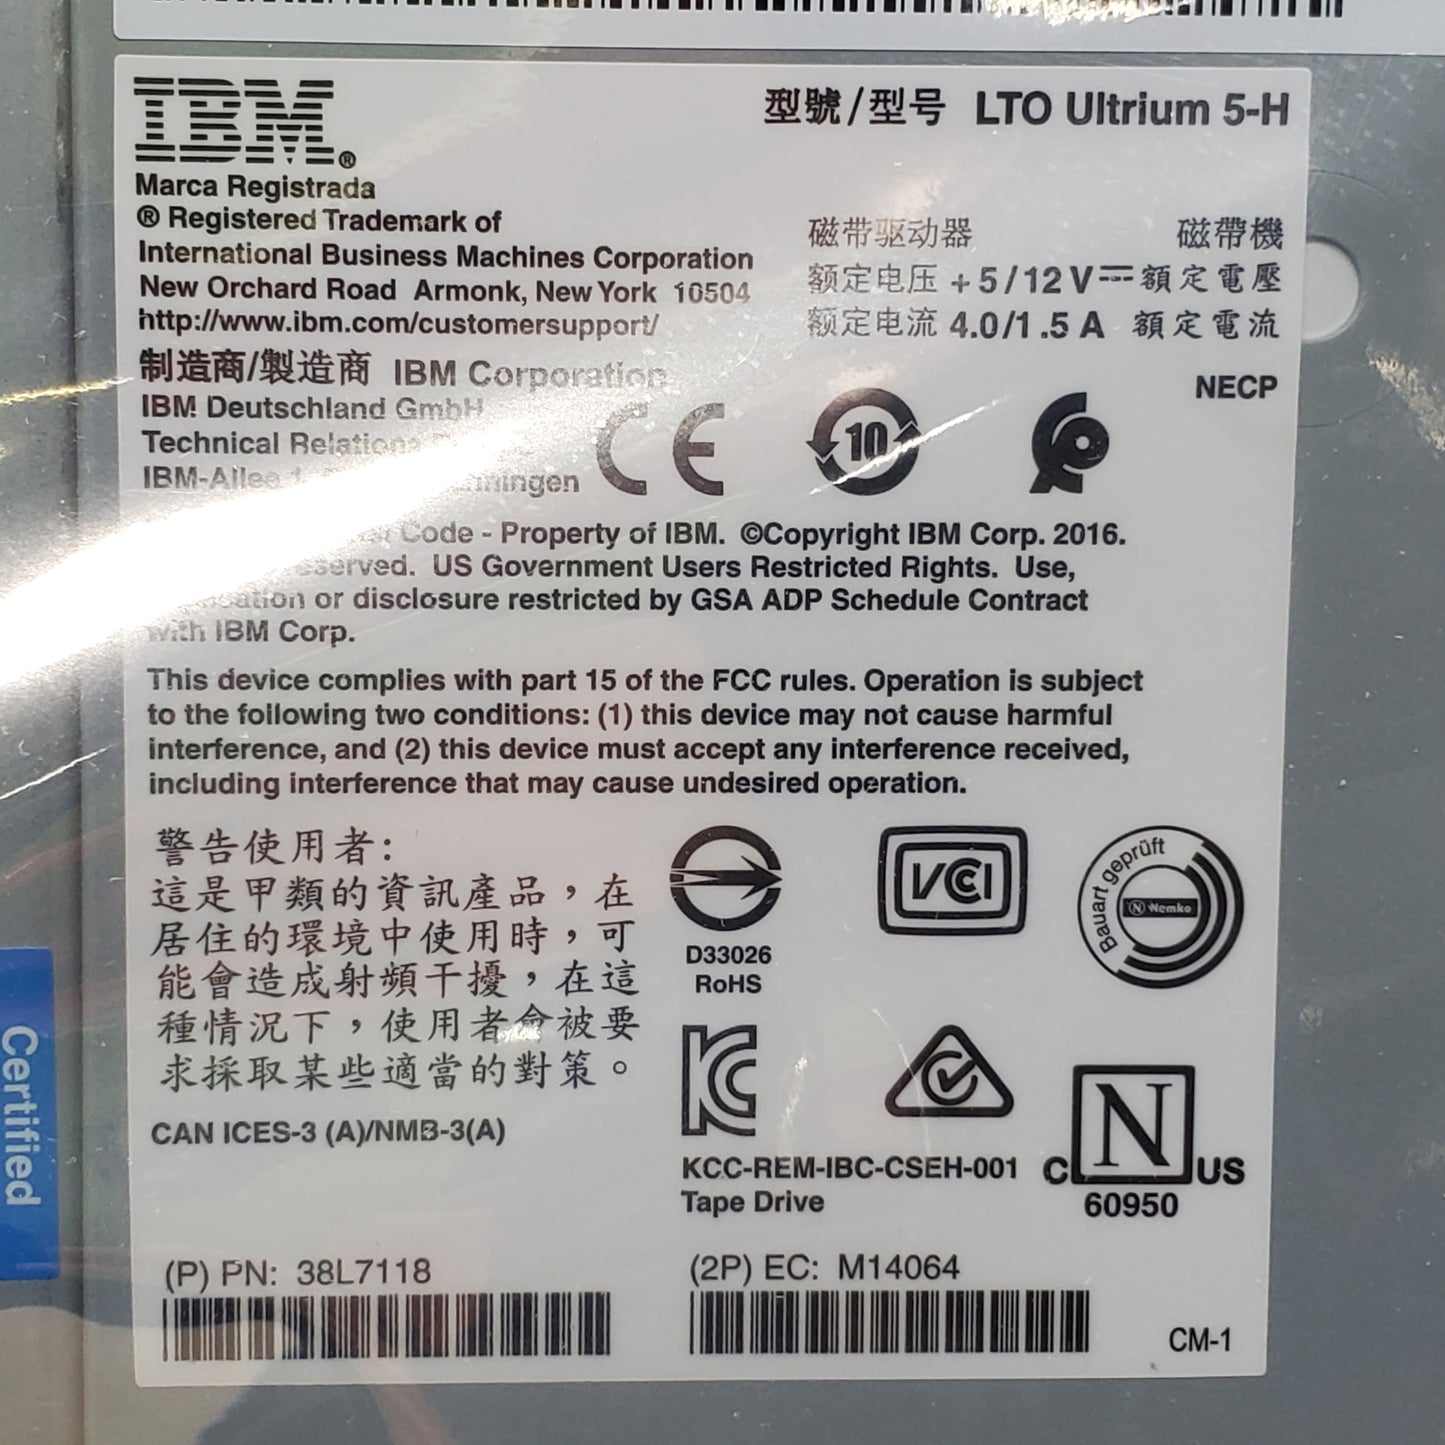 IBM®
型號/型号 LTO Ultrium 5-H
Marca Registrada
® Registered Trademark of
International Business Machines Corporation
New Orchard Road Armonk, New York 10504
http://www.ibm.com/customersupport/
磁带驱动器 磁帶機
额定电压 +5/12 V⎓ 額定電壓
额定电流 4.0/1.5 A 額定電流
制造商/製造商 IBM Corporation
NECP
IBM Deutschland GmbH
Technical Relations
IBM-Allee 1
CE
10
Code - Property of IBM. ©Copyright IBM Corp. 2016.
US Government Users Restricted Rights. Use,
or disclosure restricted by GSA ADP Schedule Contract
with IBM Corp.
This device complies with part 15 of the FCC rules. Operation is subject
to the following two conditions: (1) this device may not cause harmful
interference, and (2) this device must accept any interference received,
including interference that may cause undesired operation.
警告使用者:
這是甲類的資訊產品，在
居住的環境中使用時，可
能會造成射頻干擾，在這
種情況下，使用者會被要
求採取某些適當的對策。
CAN ICES-3 (A)/NMB-3(A)
D33026
RoHS
VCCI
Bauart geprüft
N Nemko
KC
KCC-REM-IBC-CSEH-001
Tape Drive
C N US
60950
(P) PN: 38L7118
(2P) EC: M14064
CM-1
Certified